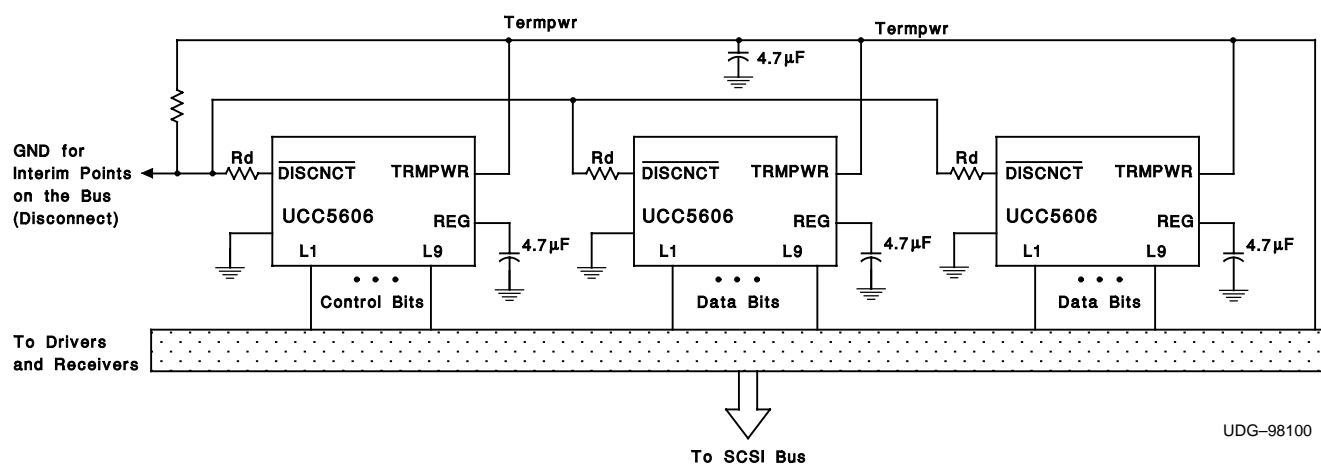 Termpwr
Termpwr
4.7µF
GND for
Interim Points
on the Bus
(Disconnect)
Rd
DISCNCT
TRMPWR
UCC5606
REG
L1
L9
4.7µF
• • •
Control Bits
Rd
DISCNCT
TRMPWR
UCC5606
REG
L1
L9
4.7µF
• • •
Data Bits
Rd
DISCNCT
TRMPWR
UCC5606
REG
L1
L9
4.7µF
• • •
Data Bits
To Drivers
and Receivers
To SCSI Bus
UDG–98100